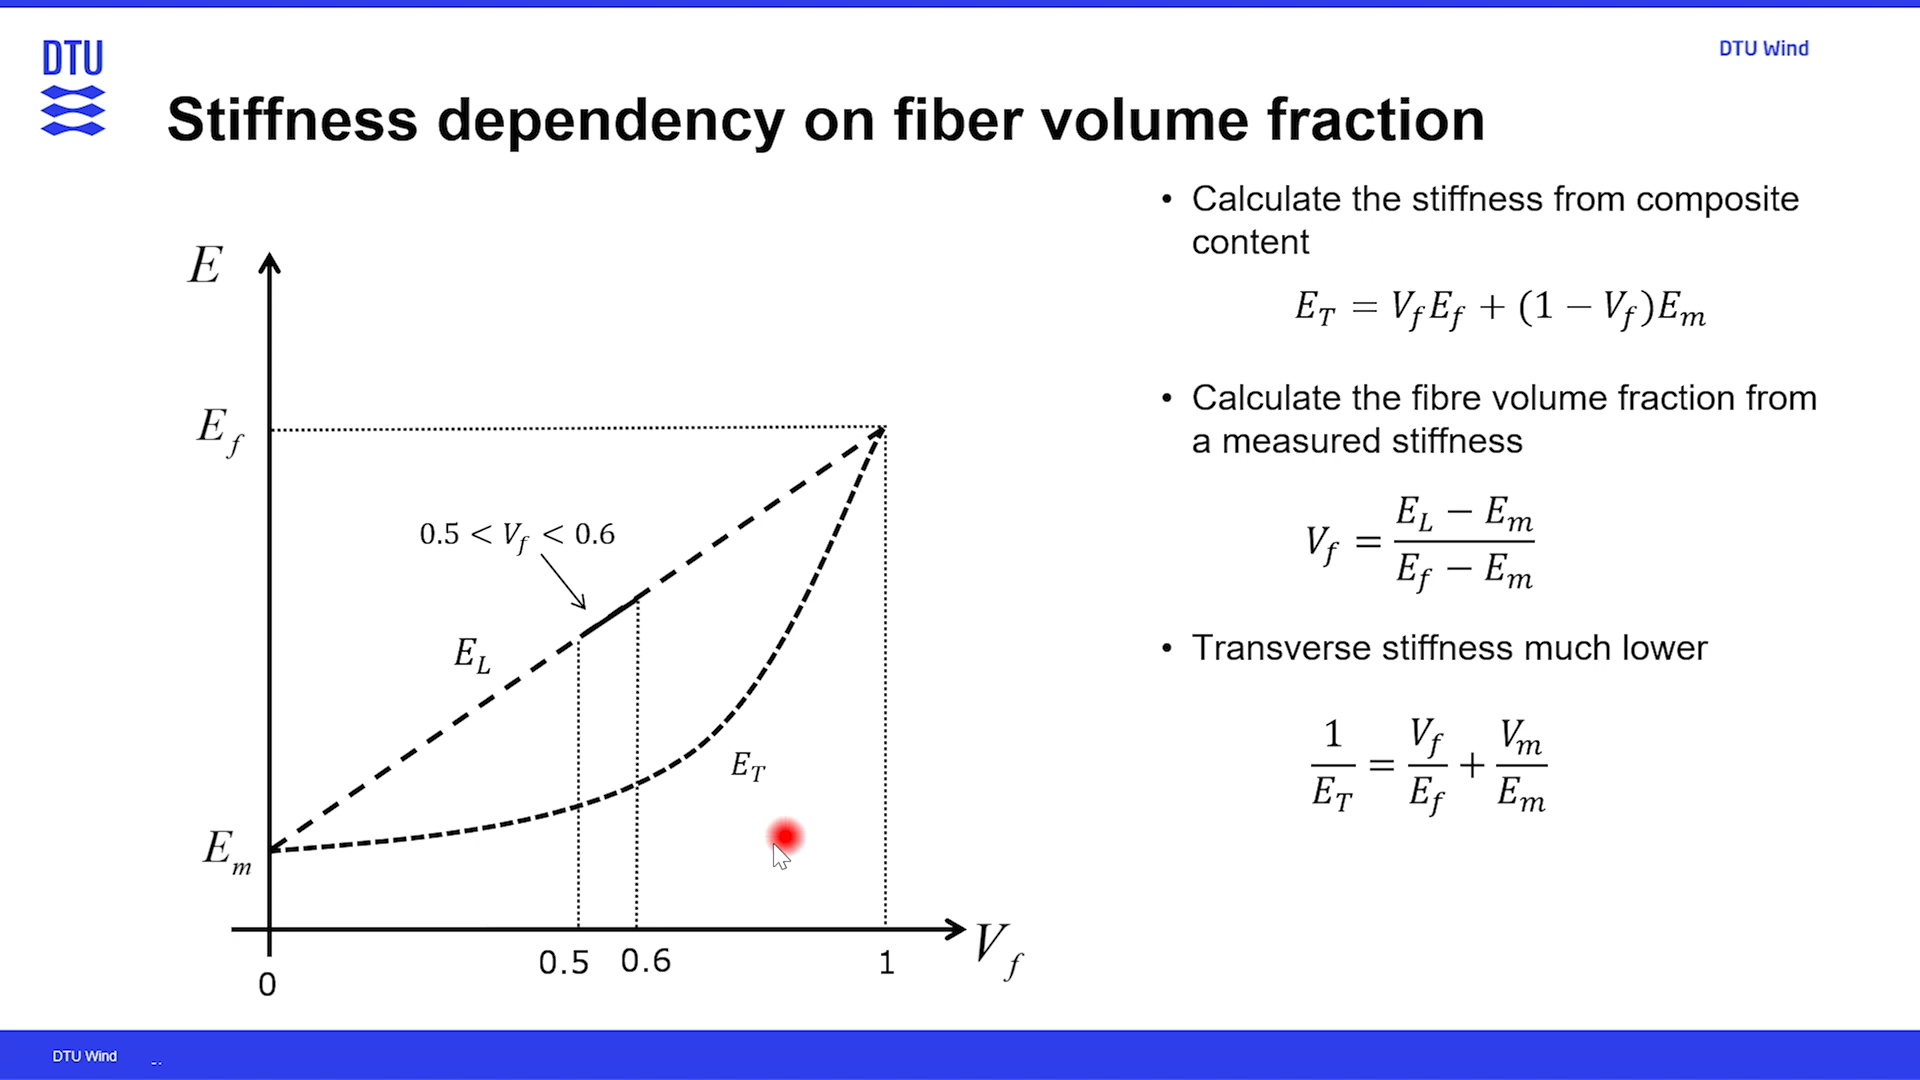 DTU
DTU Wind
Stiffness dependency on fiber volume fraction
• Calculate the stiffness from composite
content
E_T = V_f E_f + (1 − V_f)E_m
• Calculate the fibre volume fraction from
a measured stiffness
V_f = (E_L − E_m) / (E_f − E_m)
• Transverse stiffness much lower
1/E_T = V_f/E_f + V_m/E_m
E
E_f
0.5 < V_f < 0.6
E_L
E_T
E_m
0
0.5
0.6
1
V_f
DTU Wind